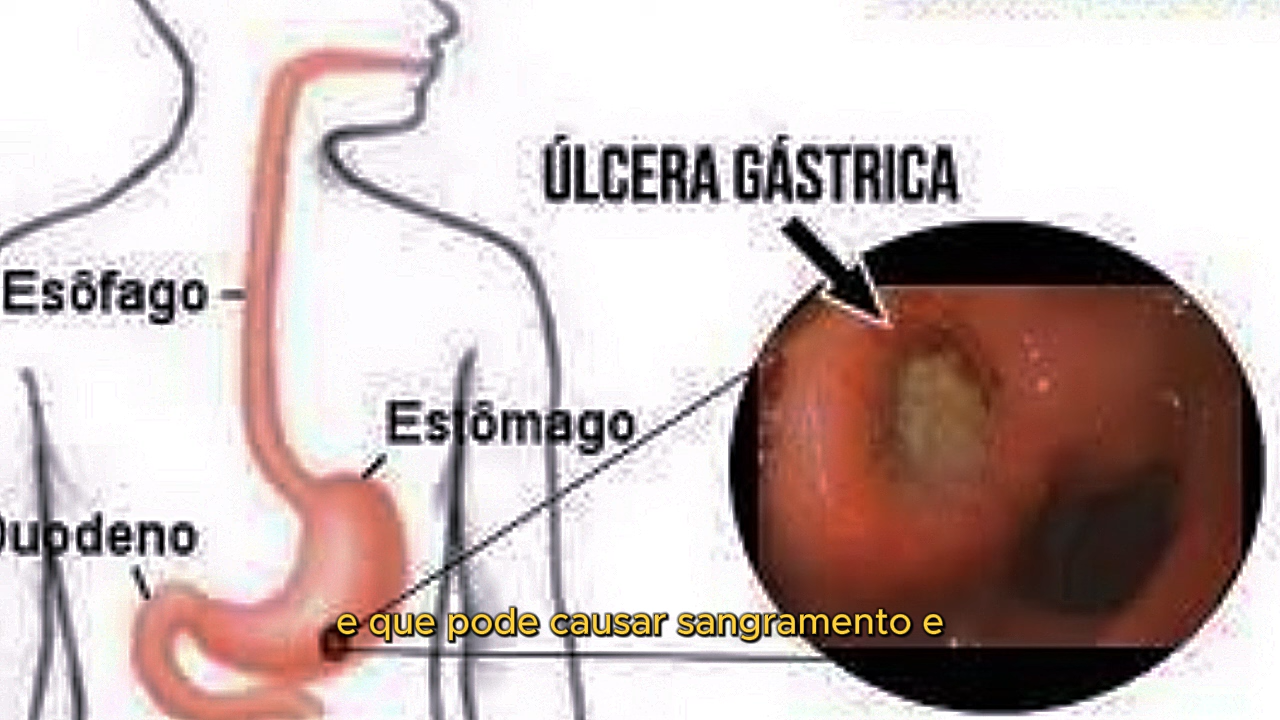 ÚLCERA GÁSTRICA
Esôfago
Estômago
Duodeno
e que pode causar sangramento e